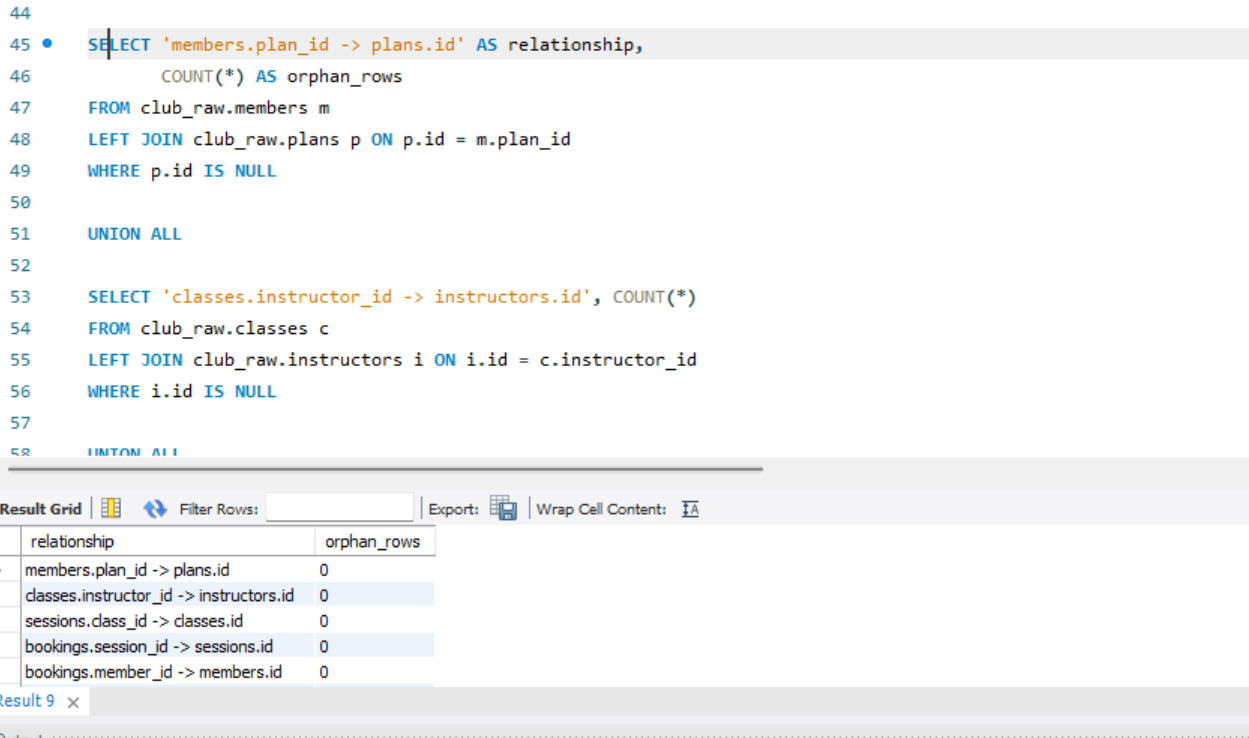 44
45 SELECT 'members.plan_id -> plans.id' AS relationship,
46 COUNT(*) AS orphan_rows
47 FROM club_raw.members m
48 LEFT JOIN club_raw.plans p ON p.id = m.plan_id
49 WHERE p.id IS NULL
50
51 UNION ALL
52
53 SELECT 'classes.instructor_id -> instructors.id', COUNT(*)
54 FROM club_raw.classes c
55 LEFT JOIN club_raw.instructors i ON i.id = c.instructor_id
56 WHERE i.id IS NULL
57
58 UNION ALL
Result Grid Filter Rows: Export: Wrap Cell Content: IA
relationship orphan_rows
members.plan_id -> plans.id 0
classes.instructor_id -> instructors.id 0
sessions.class_id -> classes.id 0
bookings.session_id -> sessions.id 0
bookings.member_id -> members.id 0
Result 9 ×